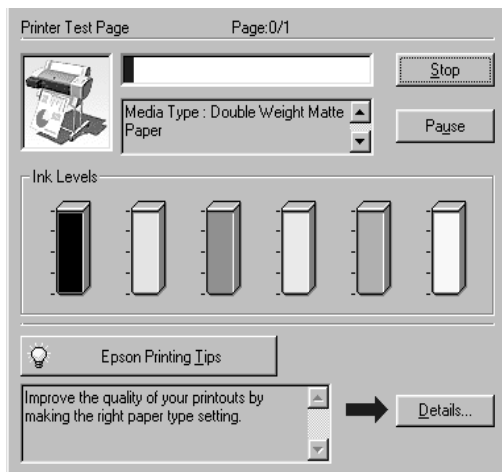 Printer Test Page Page:0/1
Stop
Media Type : Double Weight Matte
Paper
Pause
Ink Levels
Epson Printing Tips
Improve the quality of your printouts by
making the right paper type setting.
Details...